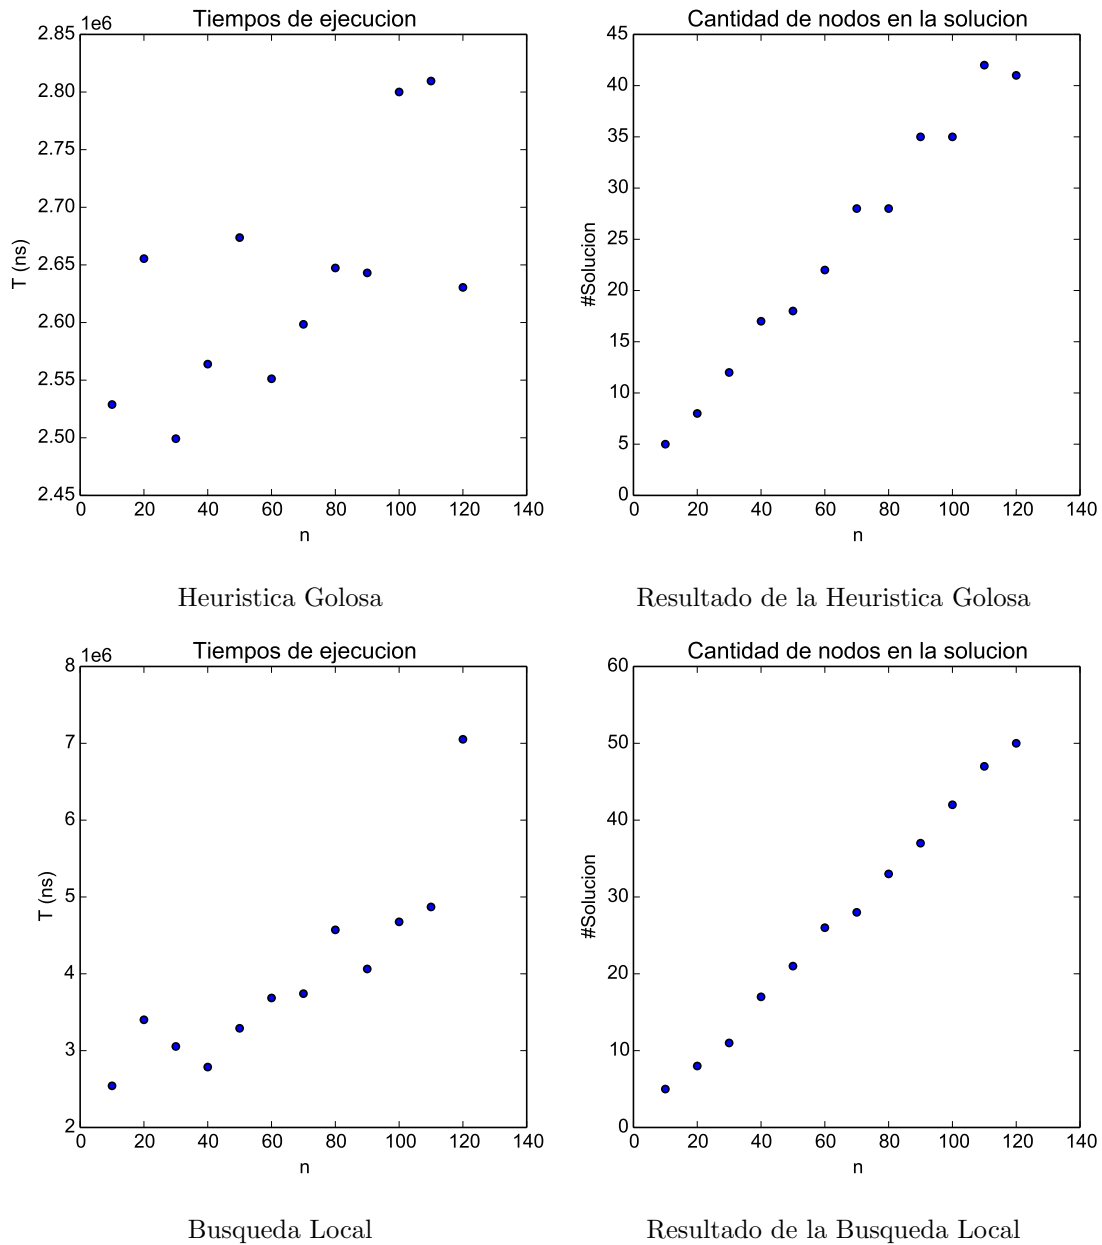 Tiempos de ejecucion
1e6
2.85
2.80
2.75
2.70
2.65
2.60
2.55
2.50
2.45
T (ns)
0 20 40 60 80 100 120 140
n
Heuristica Golosa
Cantidad de nodos en la solucion
45
40
35
30
25
20
15
10
5
0
#Solucion
0 20 40 60 80 100 120 140
n
Resultado de la Heuristica Golosa
Tiempos de ejecucion
1e6
8
7
6
5
4
3
2
T (ns)
0 20 40 60 80 100 120 140
n
Busqueda Local
Cantidad de nodos en la solucion
60
50
40
30
20
10
0
#Solucion
0 20 40 60 80 100 120 140
n
Resultado de la Busqueda Local